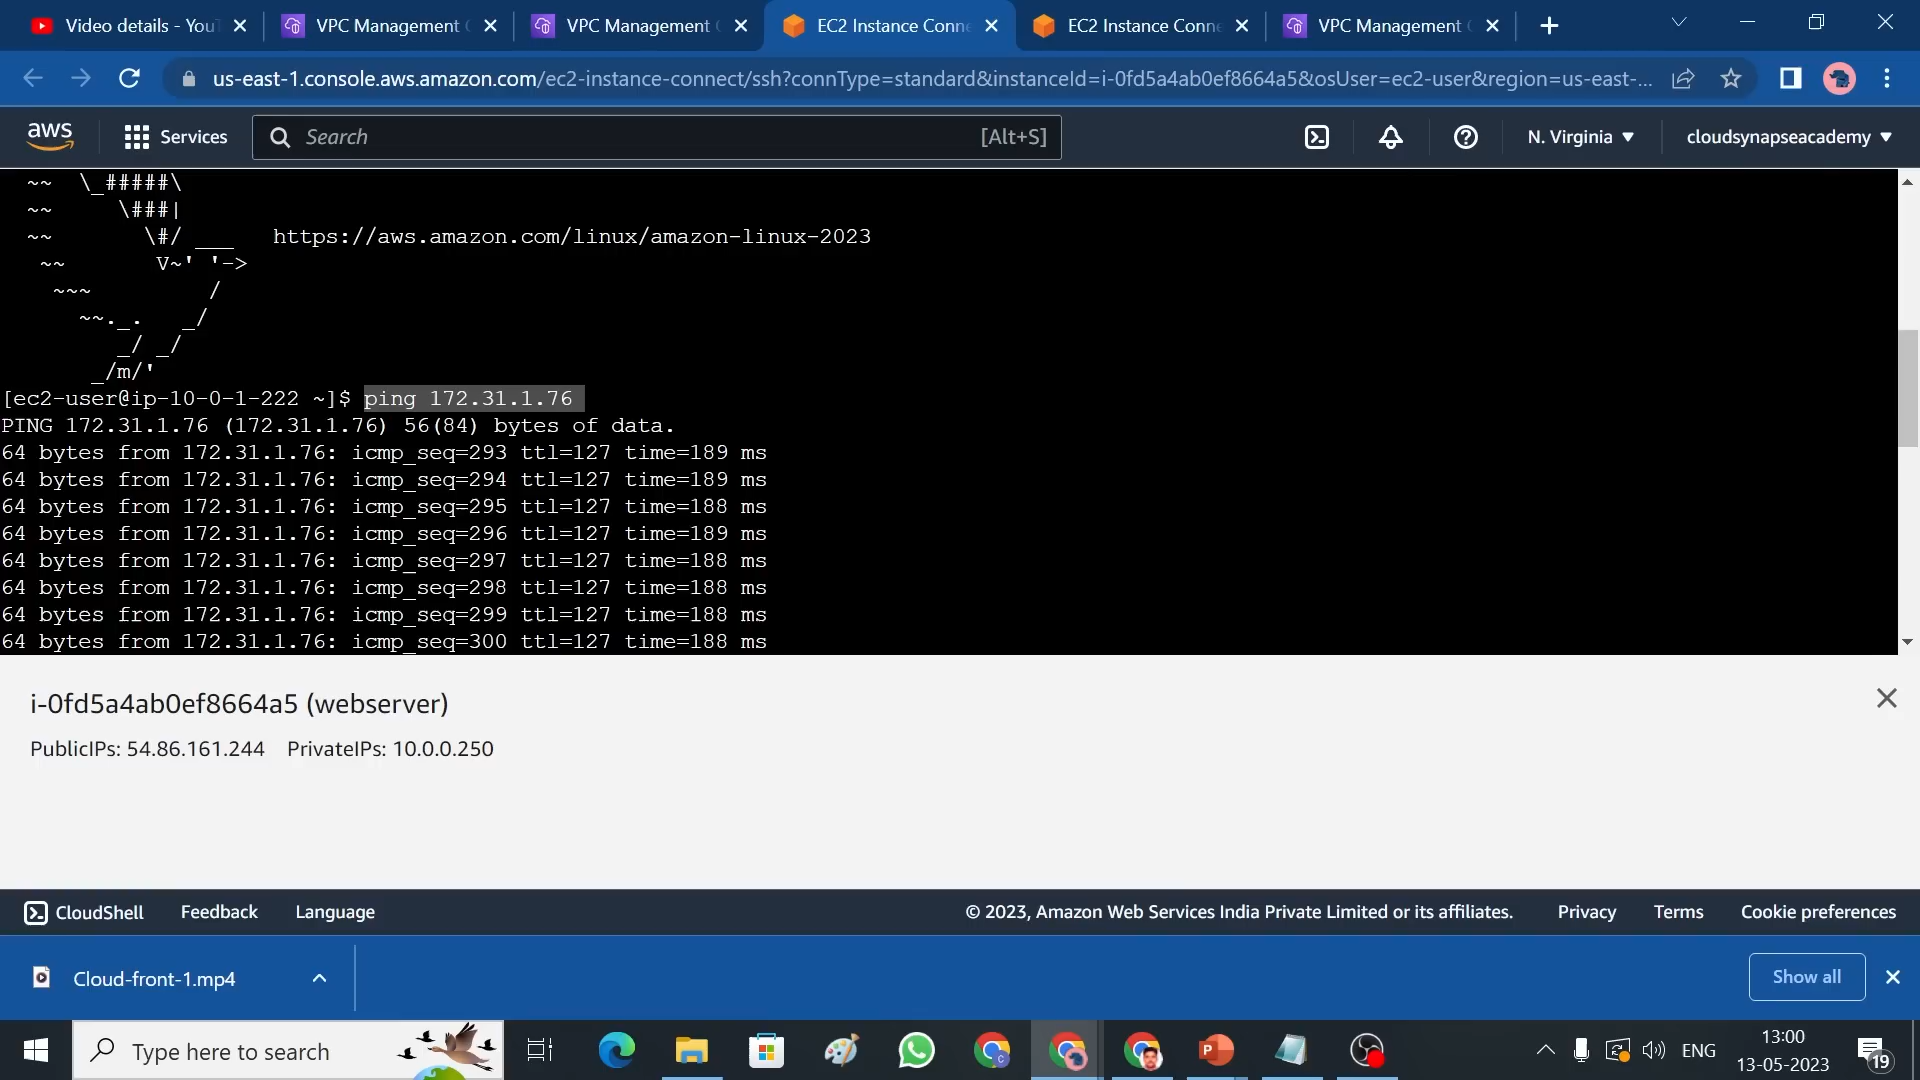 Video details - You
VPC Management C
VPC Management C
EC2 Instance Conne
EC2 Instance Conne
VPC Management C
us-east-1.console.aws.amazon.com/ec2-instance-connect/ssh?connType=standard&instanceId=i-0fd5a4ab0ef8664a5&osUser=ec2-user&region=us-east-...
aws
Services
Search
[Alt+S]
N. Virginia
cloudsynapseacademy
~~  \_#####\
~~     \###|
~~       \#/ ___   https://aws.amazon.com/linux/amazon-linux-2023
~~       V~' '->
~~~         /
~~._.   _/
_/ _/
_/m/'
[ec2-user@ip-10-0-1-222 ~]$ ping 172.31.1.76
PING 172.31.1.76 (172.31.1.76) 56(84) bytes of data.
64 bytes from 172.31.1.76: icmp_seq=293 ttl=127 time=189 ms
64 bytes from 172.31.1.76: icmp_seq=294 ttl=127 time=189 ms
64 bytes from 172.31.1.76: icmp_seq=295 ttl=127 time=188 ms
64 bytes from 172.31.1.76: icmp_seq=296 ttl=127 time=189 ms
64 bytes from 172.31.1.76: icmp_seq=297 ttl=127 time=188 ms
64 bytes from 172.31.1.76: icmp_seq=298 ttl=127 time=188 ms
64 bytes from 172.31.1.76: icmp_seq=299 ttl=127 time=188 ms
64 bytes from 172.31.1.76: icmp_seq=300 ttl=127 time=188 ms
i-0fd5a4ab0ef8664a5 (webserver)
PublicIPs: 54.86.161.244 PrivateIPs: 10.0.0.250
CloudShell
Feedback
Language
© 2023, Amazon Web Services India Private Limited or its affiliates.
Privacy
Terms
Cookie preferences
Cloud-front-1.mp4
Show all
Type here to search
ENG
13:00
13-05-2023
19